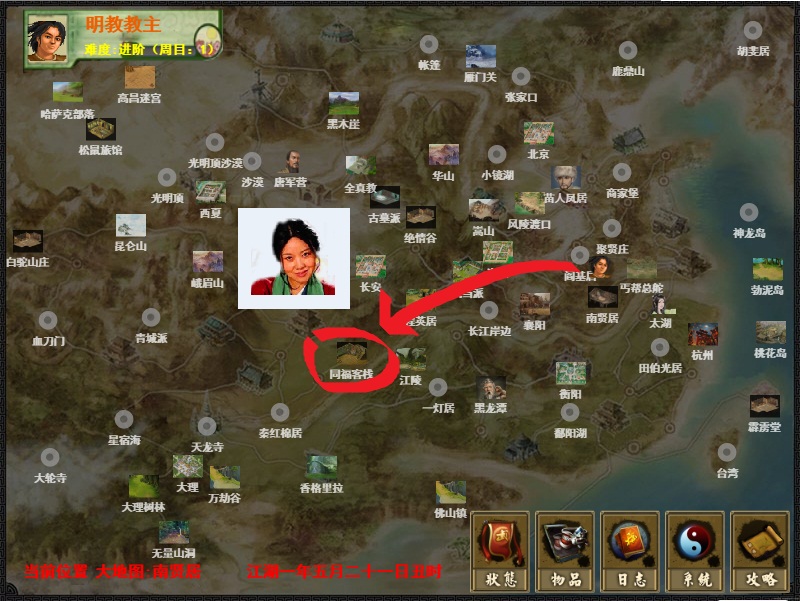 明教教主
难度:进阶（周目：1）
胡斐居
帐篷
雁门关
鹿鼎山
张家口
高昌迷宫
哈萨克部落
黑木崖
松鼠旅馆
北京
光明顶沙漠
沙漠
唐军营
全真教
华山
小镜湖
商家堡
光明顶
西夏
苗人凤居
古墓派
绝情谷
嵩山
风陵渡口
神龙岛
昆仑山
聚贤庄
白驼山庄
峨眉山
长安
阎基居
丐帮总舵
勃泥岛
南贤居
襄阳
太湖
长江岸边
血刀门
青城派
杭州
桃花岛
田伯光居
同福客栈
江陵
衡阳
一灯居
黑龙潭
星宿海
秦红棉居
鄱阳湖
霹雳堂
天龙寺
大轮寺
台湾
大理
万劫谷
香格里拉
大理树林
佛山镇
无量山洞
当前位置 大地图:南贤居 江湖一年五月二十一日丑时
狀態 物品 日志 系統 攻略